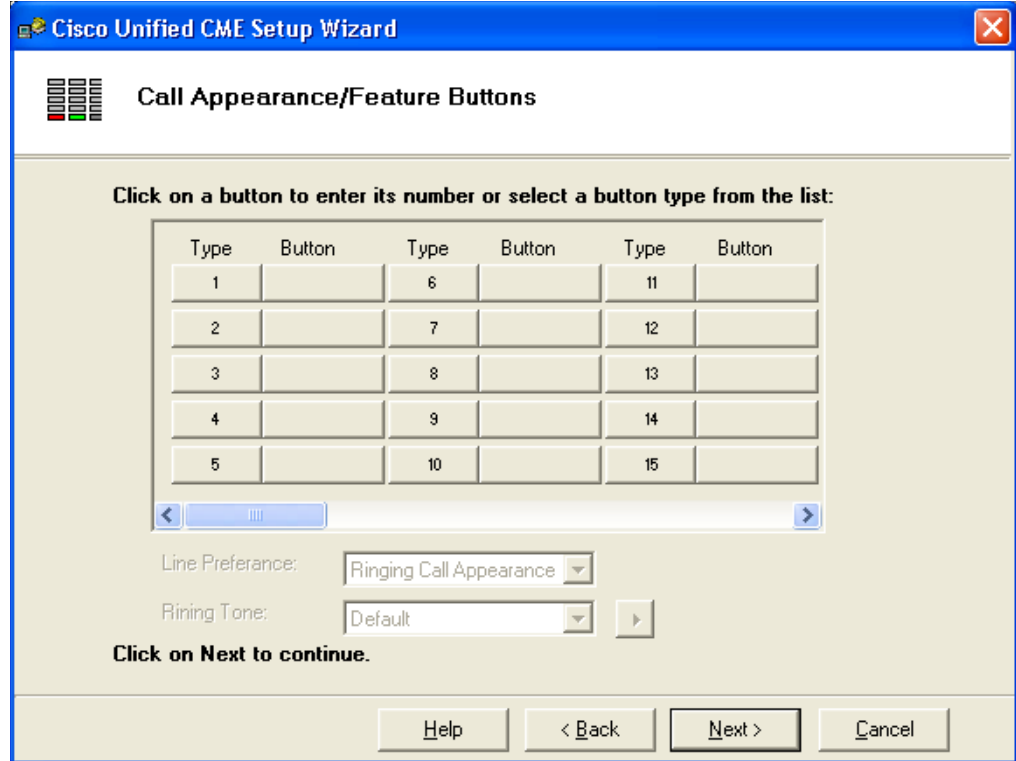 Cisco Unified CME Setup Wizard
Call Appearance/Feature Buttons
Click on a button to enter its number or select a button type from the list:
Type Button Type Button Type Button
1 6 11
2 7 12
3 8 13
4 9 14
5 10 15
Line Preferance: Ringing Call Appearance
Rining Tone: Default
Click on Next to continue.
Help < Back Next > Cancel